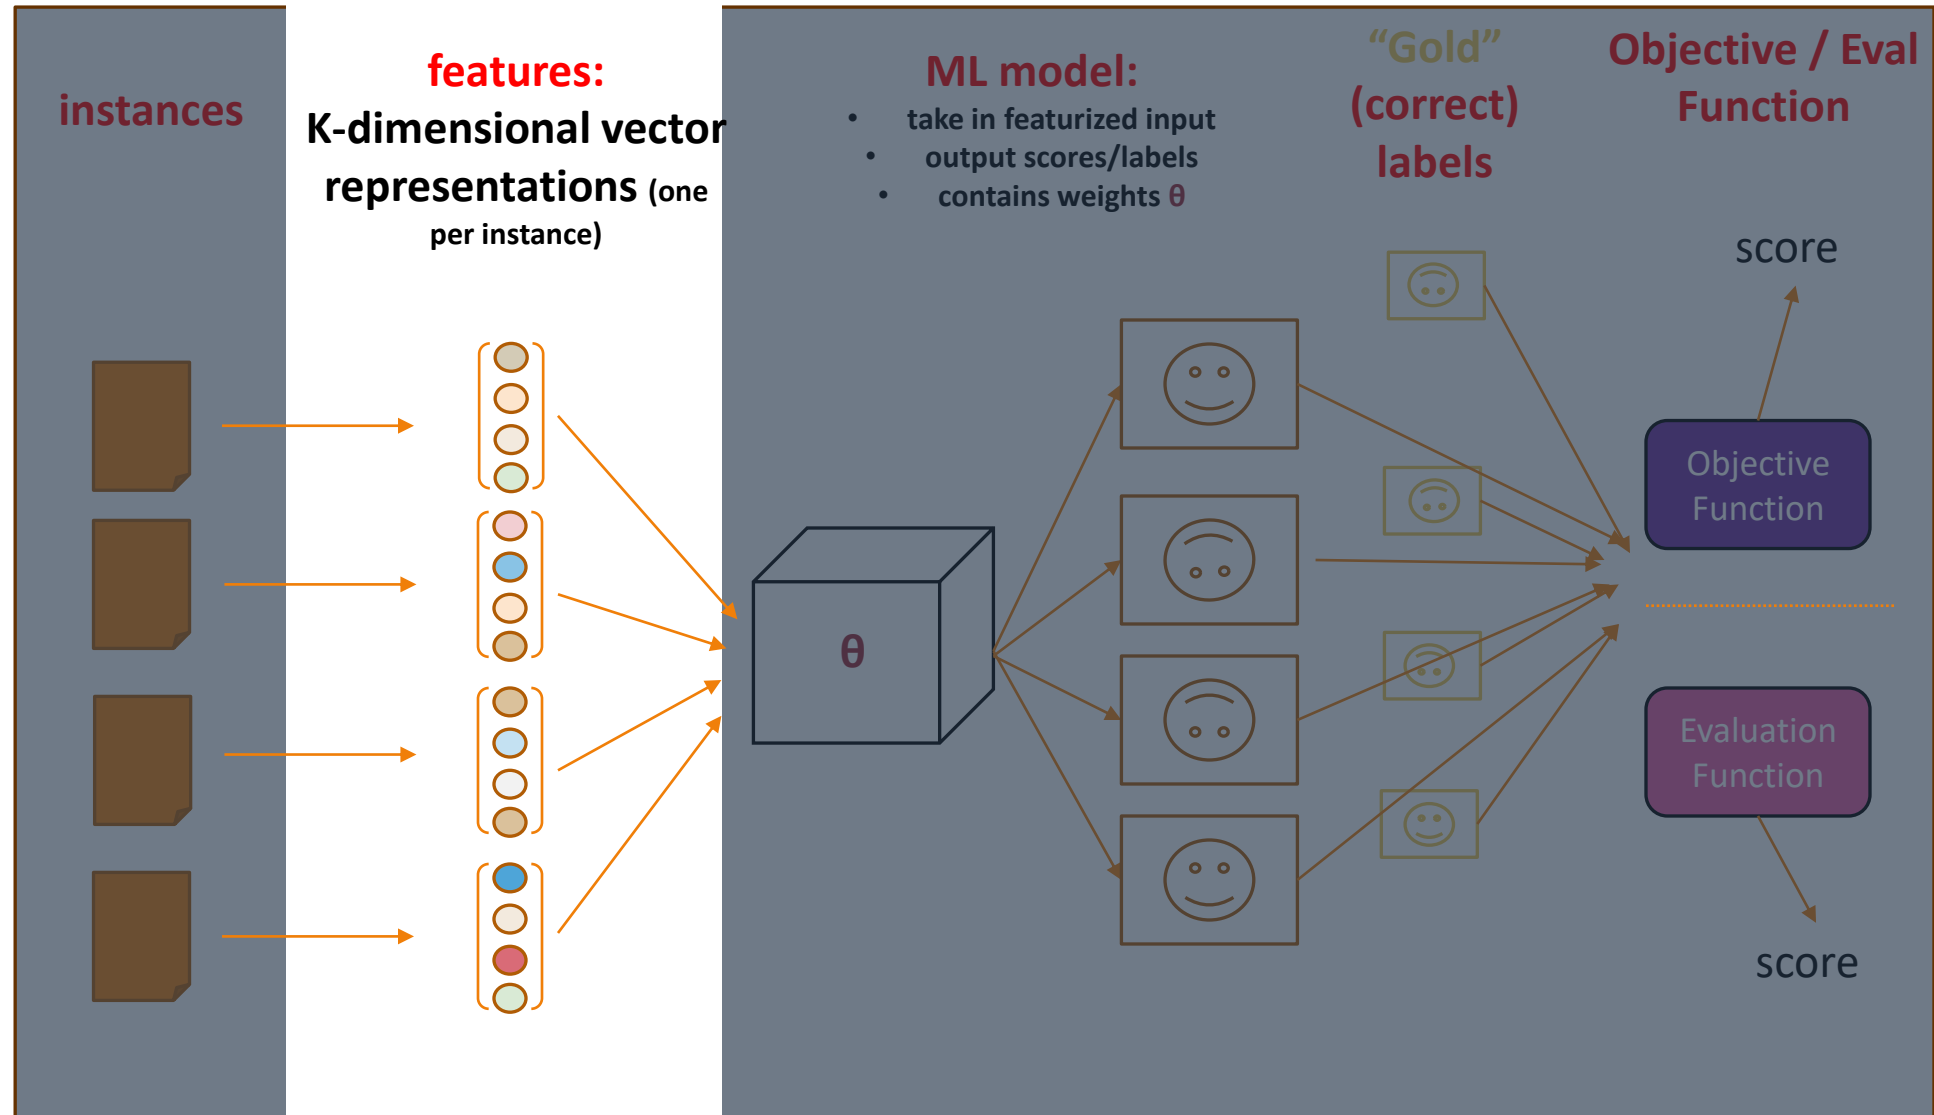 instances
features:
K-dimensional vector
representations (one
per instance)
ML model:
• take in featurized input
• output scores/labels
• contains weights θ
“Gold”
(correct)
labels
Objective / Eval
Function
score
Objective
Function
θ
Evaluation
Function
score